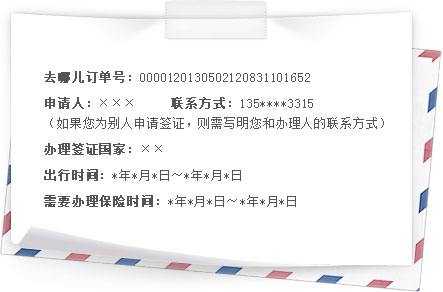 去哪儿订单号：0000120130502120831101652
申请人：××× 联系方式：135****3315
（如果您为别人申请签证，则需写明您和办理人的联系方式）
办理签证国家：××
出行时间：*年*月*日～*年*月*日
需要办理保险时间：*年*月*日～*年*月*日